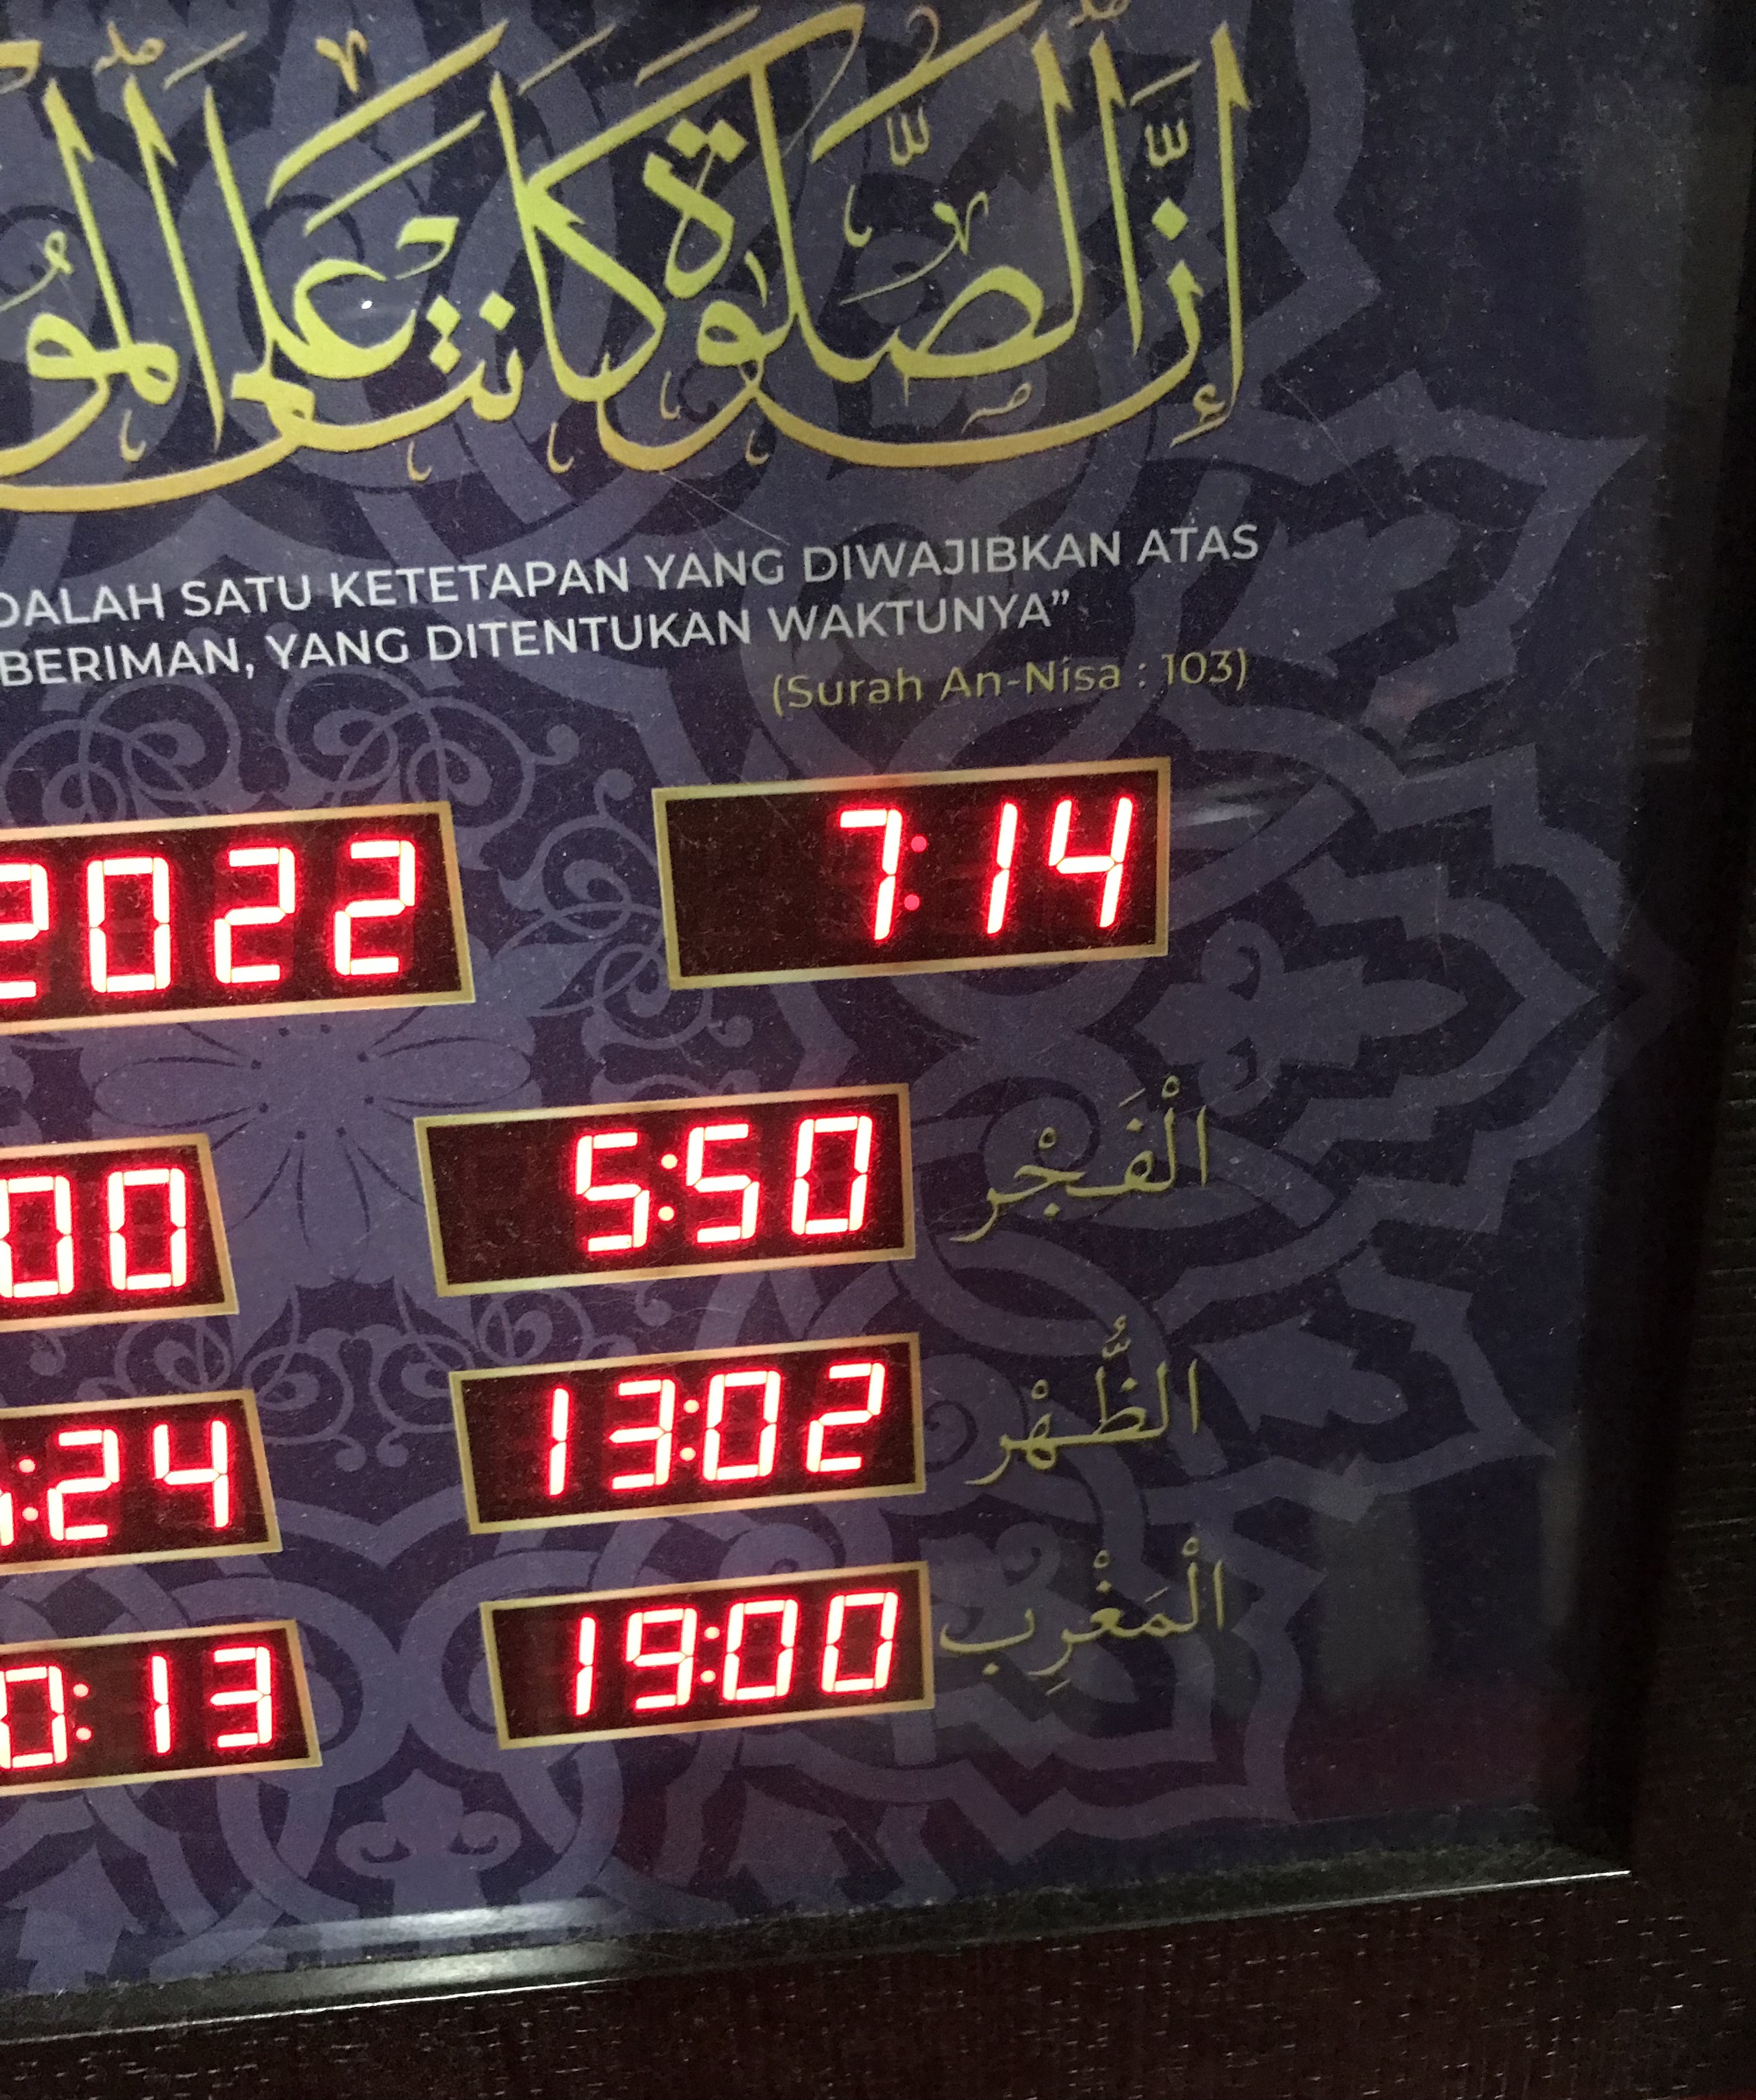 إِنَّ الصَّلَوٰةَ كَانَتْ عَلَى
DALAH SATU KETETAPAN YANG DIWAJIBKAN ATAS
BERIMAN, YANG DITENTUKAN WAKTUNYA”
(Surah An-Nisa : 103)
2022 7:14
00 5:50 الْفَجْر
:24 13:02 الظُّهْر
0:13 19:00 الْمَغْرِب